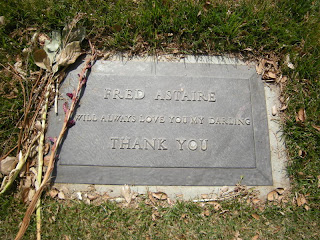 FRED ASTAIRE
I WILL ALWAYS LOVE YOU MY DARLING
THANK YOU